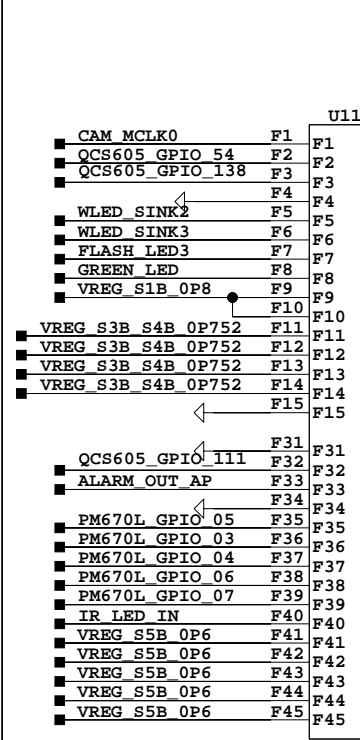 U11
CAM_MCLK0 F1 F1
QCS605_GPIO_54 F2 F2
QCS605_GPIO_138 F3 F3
F4 F4
WLED_SINK2 F5 F5
WLED_SINK3 F6 F6
FLASH_LED3 F7 F7
GREEN_LED F8 F8
VREG_S1B_0P8 F9 F9
F10 F10
VREG_S3B_S4B_0P752 F11 F11
VREG_S3B_S4B_0P752 F12 F12
VREG_S3B_S4B_0P752 F13 F13
VREG_S3B_S4B_0P752 F14 F14
F15 F15
F31 F31
QCS605_GPIO_111 F32 F32
ALARM_OUT_AP F33 F33
F34 F34
PM670L_GPIO_05 F35 F35
PM670L_GPIO_03 F36 F36
PM670L_GPIO_04 F37 F37
PM670L_GPIO_06 F38 F38
PM670L_GPIO_07 F39 F39
IR_LED_IN F40 F40
VREG_S5B_0P6 F41 F41
VREG_S5B_0P6 F42 F42
VREG_S5B_0P6 F43 F43
VREG_S5B_0P6 F44 F44
VREG_S5B_0P6 F45 F45